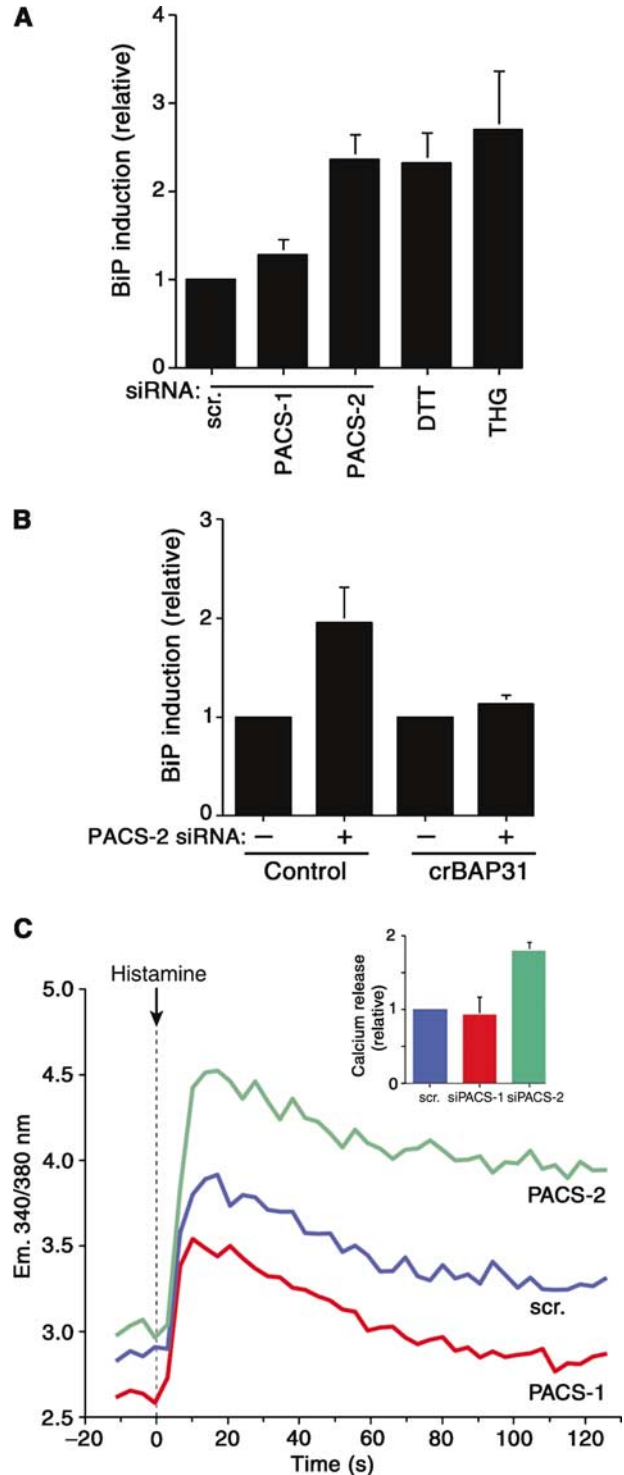 A
BiP induction (relative)
4
3
2
1
0
siRNA:
scr.
PACS-1
PACS-2
DTT
THG
B
BiP induction (relative)
3
2
1
0
PACS-2 siRNA: – + – +
Control crBAP31
C
Histamine
Em. 340/380 nm
5.0
4.5
4.0
3.5
3.0
2.5
Calcium release
(relative)
2
1
0
scr. siPACS-1 siPACS-2
PACS-2
scr.
PACS-1
–20 0 20 40 60 80 100 120
Time (s)